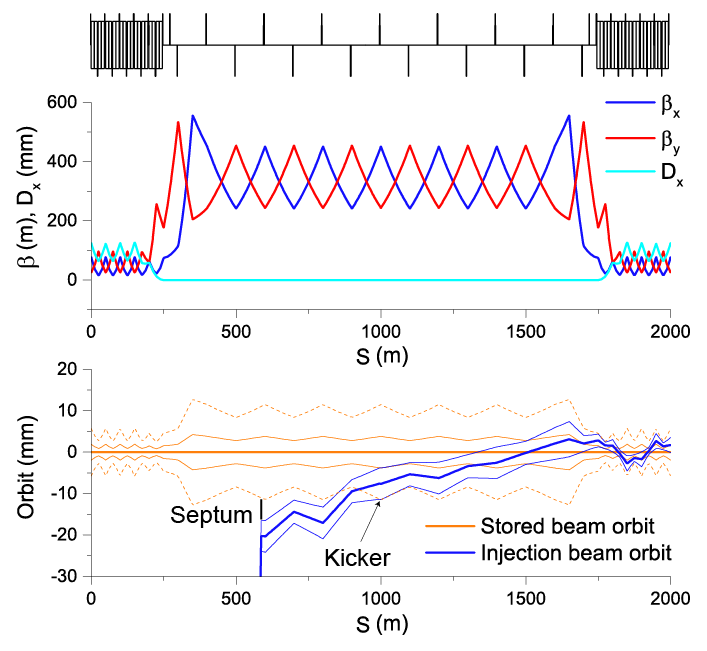 600
400
200
0
β (m), Dₓ (mm)
βₓ
βᵧ
Dₓ
0
500
1000
1500
2000
S (m)
20
10
0
-10
-20
-30
Orbit (mm)
Septum
Kicker
Stored beam orbit
Injection beam orbit
0
500
1000
1500
2000
S (m)